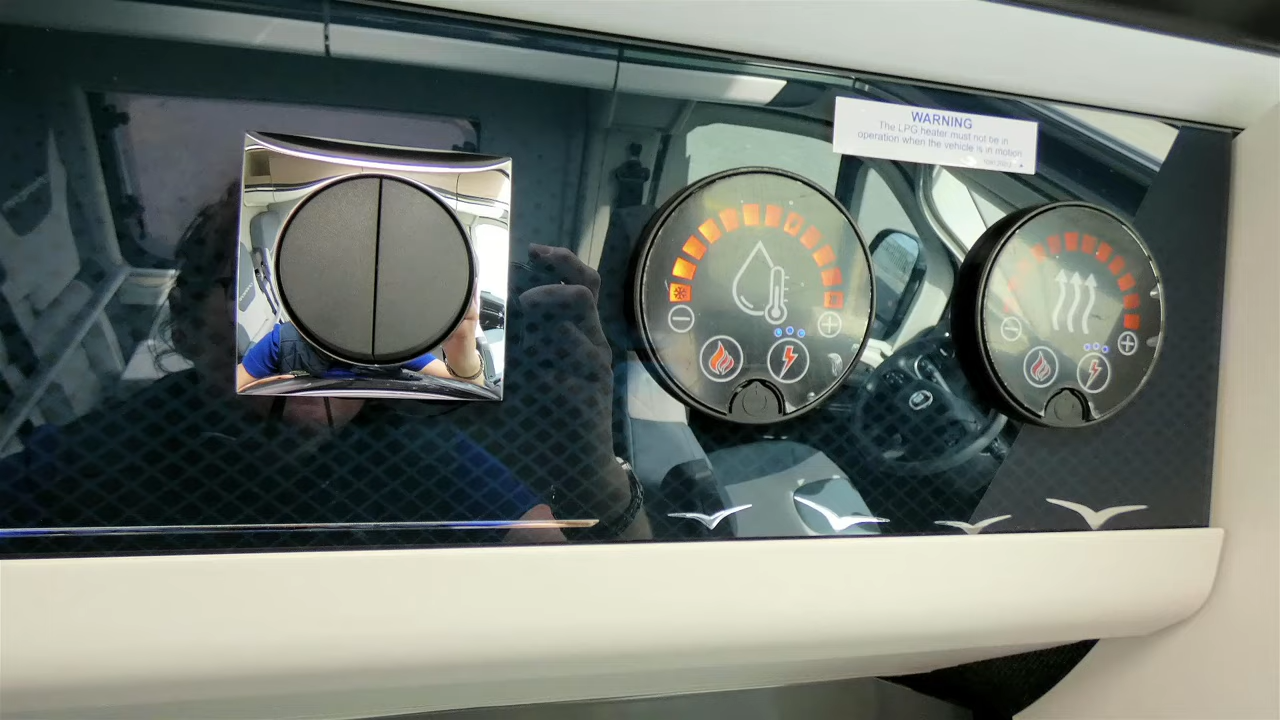 WARNING
The LPG heater must not be in
operation when the vehicle is in motion